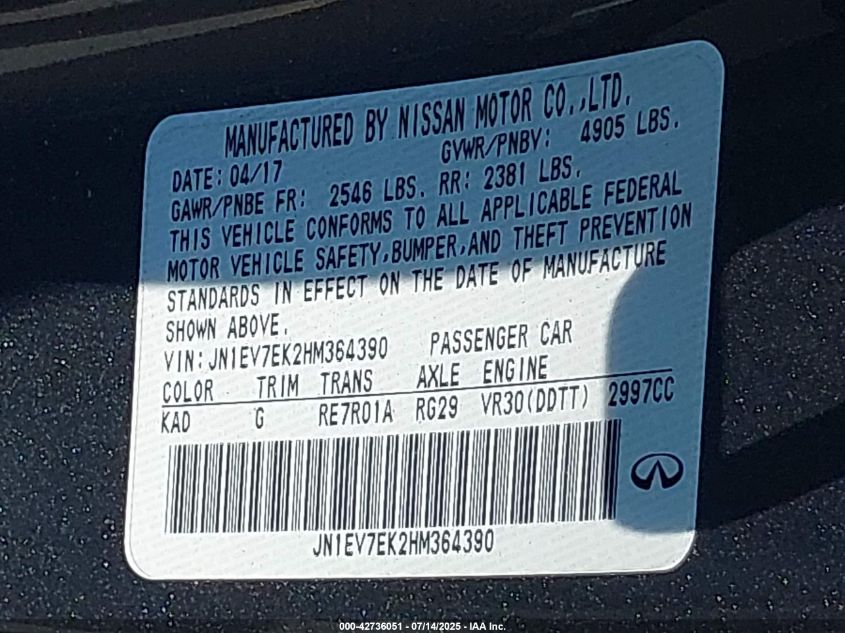 MANUFACTURED BY NISSAN MOTOR CO.,LTD.
DATE: 04/17 GVWR/PNBV: 4905 LBS.
GAWR/PNBE FR: 2546 LBS. RR: 2381 LBS.
THIS VEHICLE CONFORMS TO ALL APPLICABLE FEDERAL
MOTOR VEHICLE SAFETY,BUMPER,AND THEFT PREVENTION
STANDARDS IN EFFECT ON THE DATE OF MANUFACTURE
SHOWN ABOVE.
VIN: JN1EV7EK2HM364390 PASSENGER CAR
COLOR TRIM TRANS AXLE ENGINE
KAD G RE7R01A RG29 VR30(DDTT) 2997CC
JN1EV7EK2HM364390
000-42736051 - 07/14/2025 - IAA Inc.